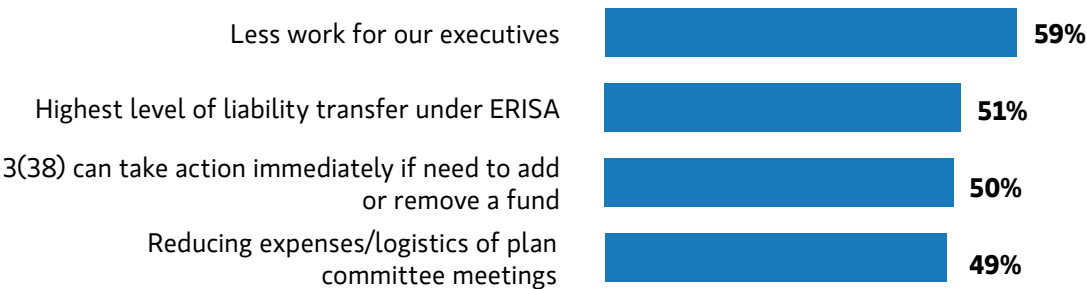 Less work for our executives
59%
Highest level of liability transfer under ERISA
51%
3(38) can take action immediately if need to add
or remove a fund
50%
Reducing expenses/logistics of plan
committee meetings
49%